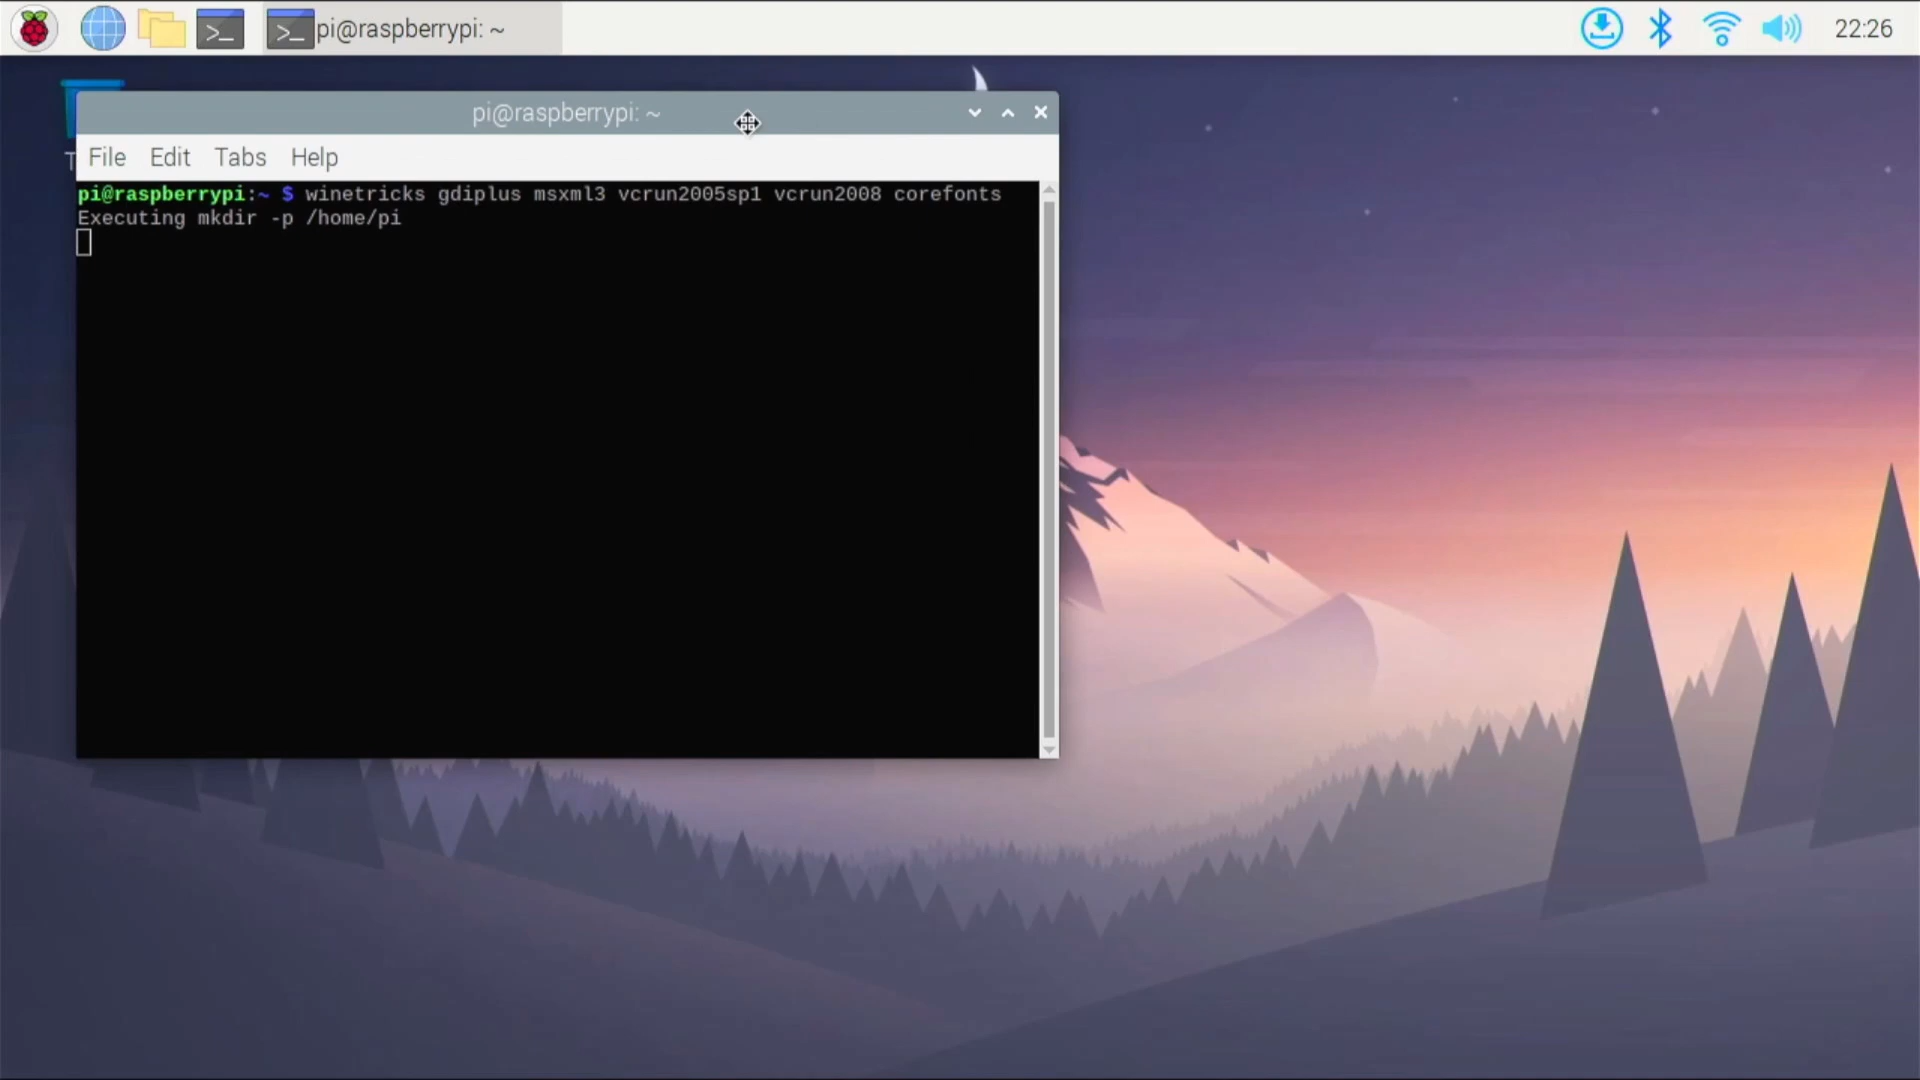 pi@raspberrypi: ~
22:26
pi@raspberrypi: ~
File Edit Tabs Help
pi@raspberrypi:~ $ winetricks gdiplus msxml3 vcrun2005sp1 vcrun2008 corefonts
Executing mkdir -p /home/pi